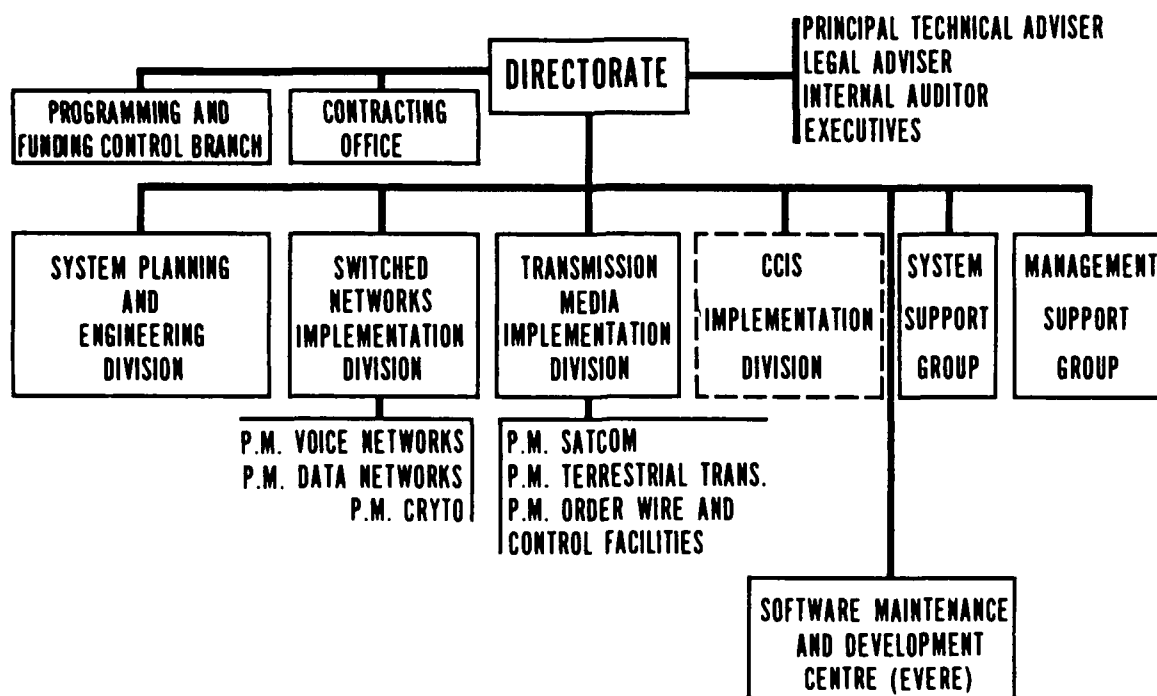 DIRECTORATE
PRINCIPAL TECHNICAL ADVISER
LEGAL ADVISER
INTERNAL AUDITOR
EXECUTIVES
PROGRAMMING AND
FUNDING CONTROL BRANCH
CONTRACTING
OFFICE
SYSTEM PLANNING
AND
ENGINEERING
DIVISION
SWITCHED
NETWORKS
IMPLEMENTATION
DIVISION
TRANSMISSION
MEDIA
IMPLEMENTATION
DIVISION
CCIS
IMPLEMENTATION
DIVISION
SYSTEM
SUPPORT
GROUP
MANAGEMENT
SUPPORT
GROUP
P.M. VOICE NETWORKS
P.M. DATA NETWORKS
P.M. CRYTO
P.M. SATCOM
P.M. TERRESTRIAL TRANS.
P.M. ORDER WIRE AND
CONTROL FACILITIES
SOFTWARE MAINTENANCE
AND DEVELOPMENT
CENTRE (EVERE)